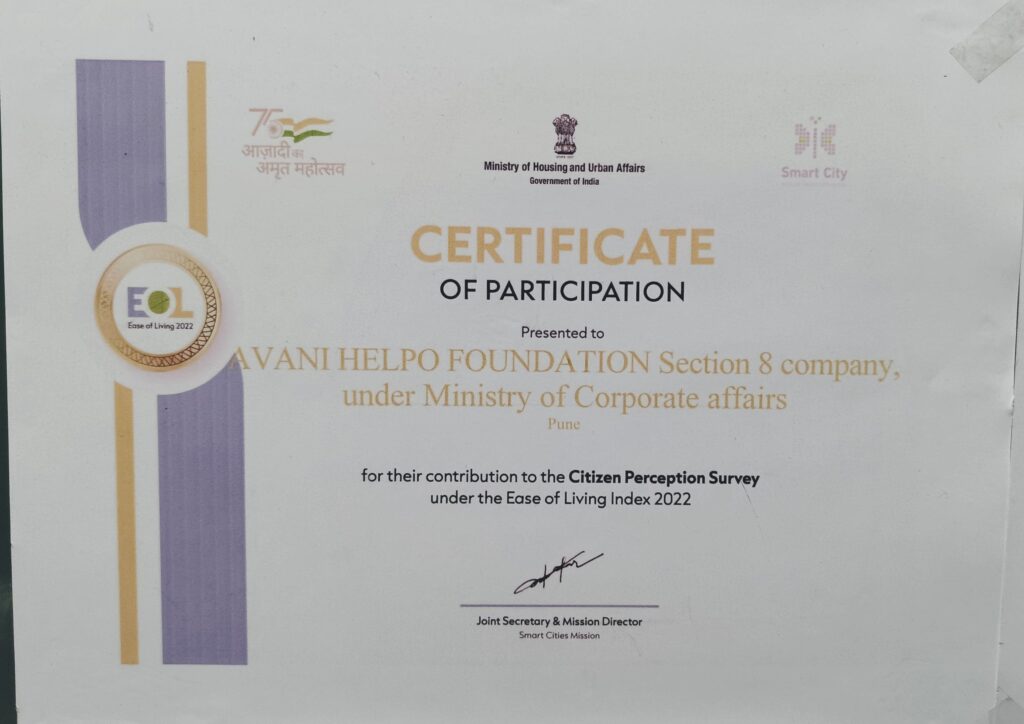 75
आज़ादी का
अमृत महोत्सव
Ministry of Housing and Urban Affairs
Government of India
Smart City
CERTIFICATE
OF PARTICIPATION
EOL
Ease of Living 2022
Presented to
AVANI HELPO FOUNDATION Section 8 company,
under Ministry of Corporate affairs
Pune
for their contribution to the Citizen Perception Survey
under the Ease of Living Index 2022
Joint Secretary & Mission Director
Smart Cities Mission